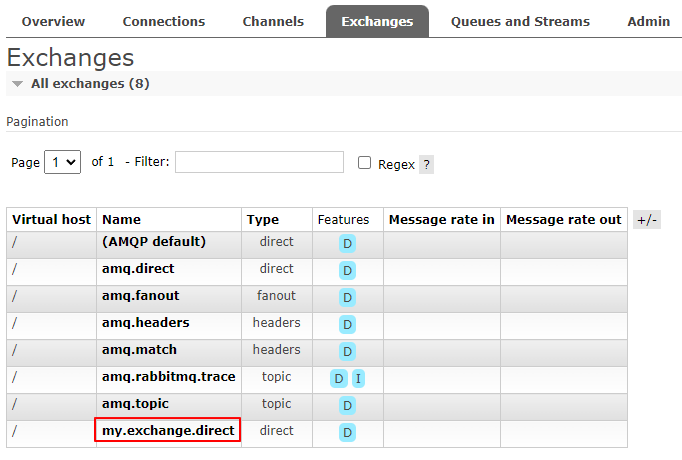 Overview Connections Channels Exchanges Queues and Streams Admin
Exchanges
All exchanges (8)
Pagination
Page 1 of 1 - Filter: Regex ?
Virtual host Name Type Features Message rate in Message rate out +/-
/ (AMQP default) direct D
/ amq.direct direct D
/ amq.fanout fanout D
/ amq.headers headers D
/ amq.match headers D
/ amq.rabbitmq.trace topic D I
/ amq.topic topic D
/ my.exchange.direct direct D